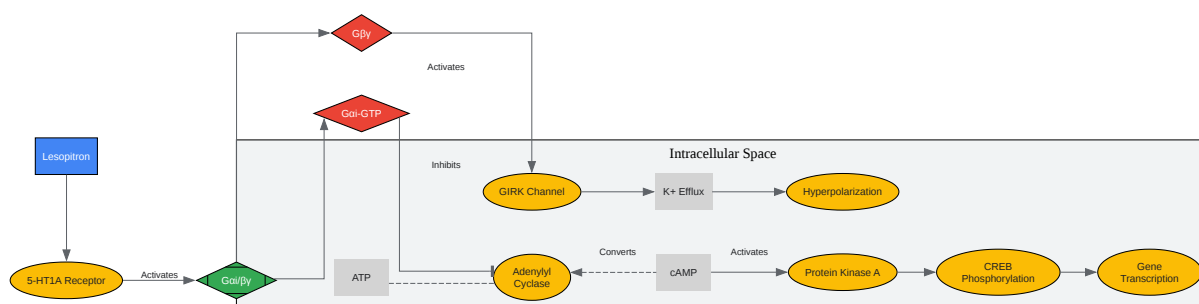 Gβγ
Activates
Gαi-GTP
Lesopitron
Intracellular Space
Inhibits
GIRK Channel
K+ Efflux
Hyperpolarization
5-HT1A Receptor
Activates
Gαi/βγ
ATP
Adenylyl
Cyclase
Converts
cAMP
Activates
Protein Kinase A
CREB
Phosphorylation
Gene
Transcription